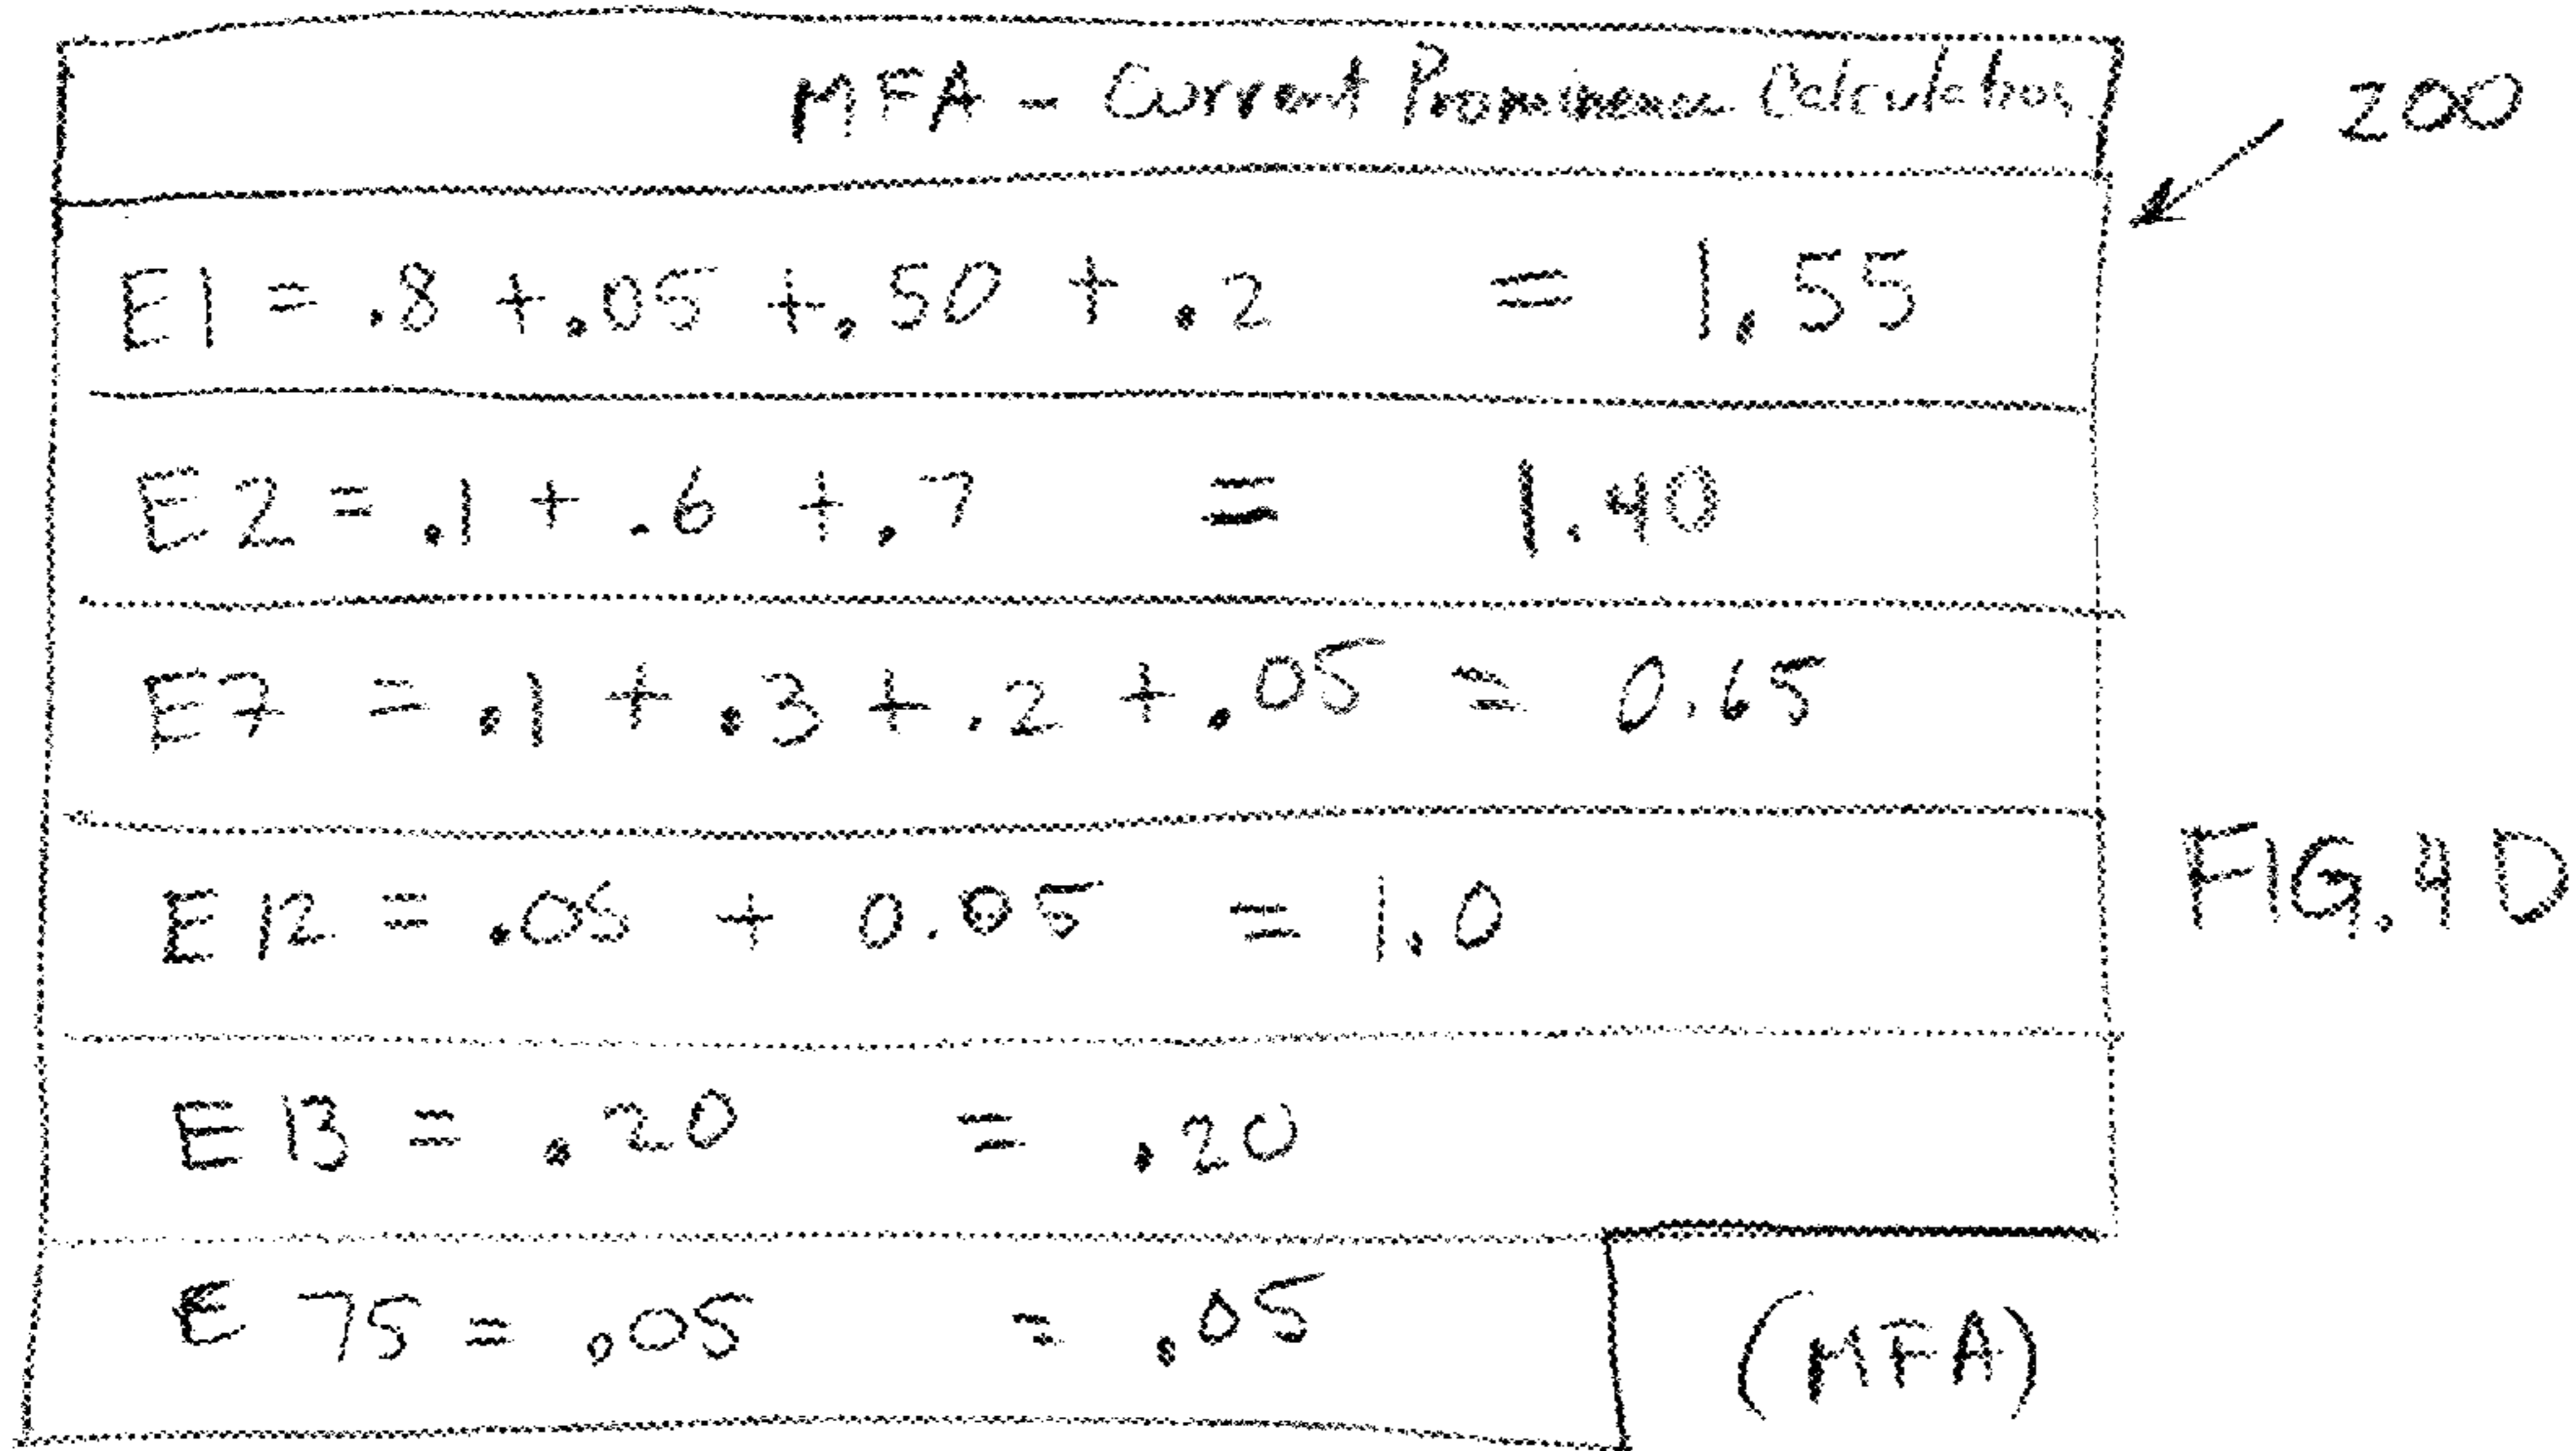 MFA - Current Prominence Calculation
200
E1 = .8 + .05 + .50 + .2 = 1.55
E2 = .1 + .6 + .7 = 1.40
E7 = .1 + .3 + .2 + .05 = 0.65
E12 = .05 + 0.05 = 1.0
FIG. 4D
E13 = .20 = .20
E75 = .05 = .05
(MFA)